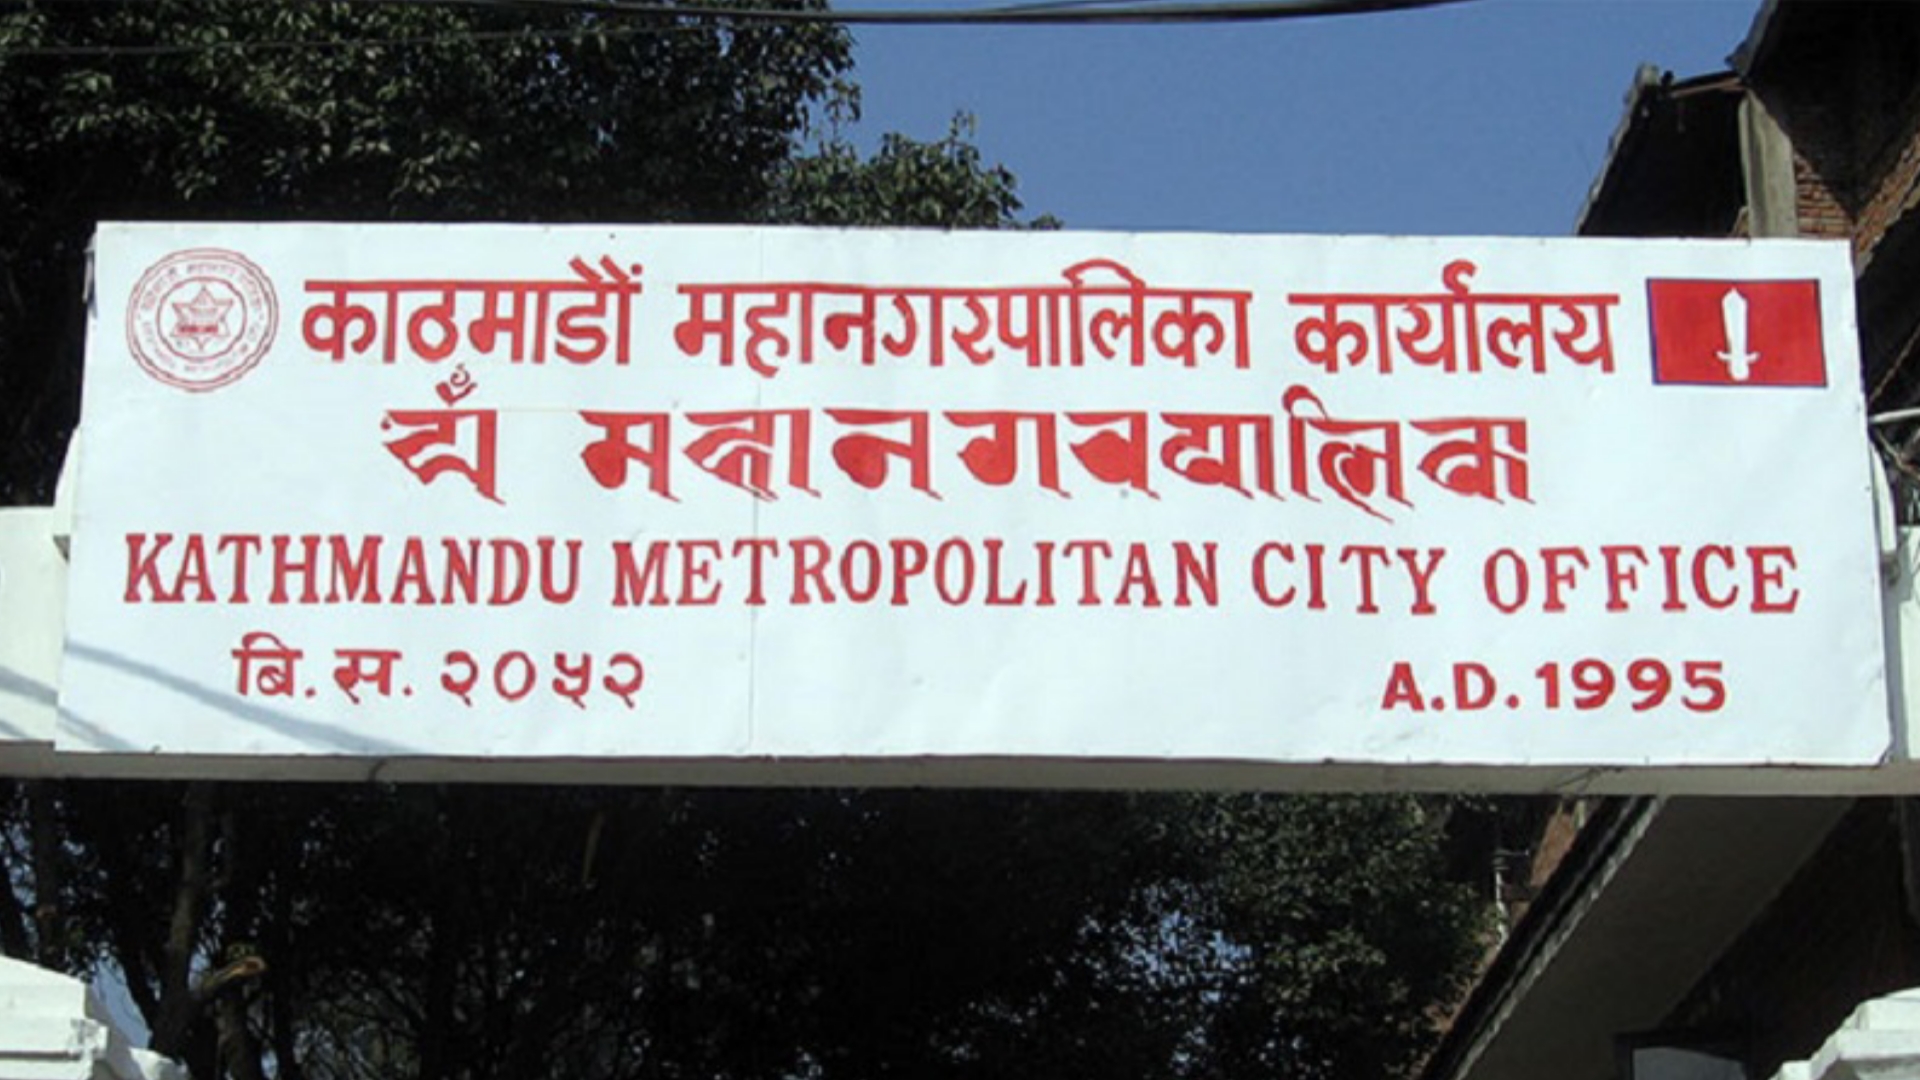 काठमाडौं महानगरपालिका कार्यालय
KATHMANDU METROPOLITAN CITY OFFICE
बि.स. २०५२ A.D. 1995